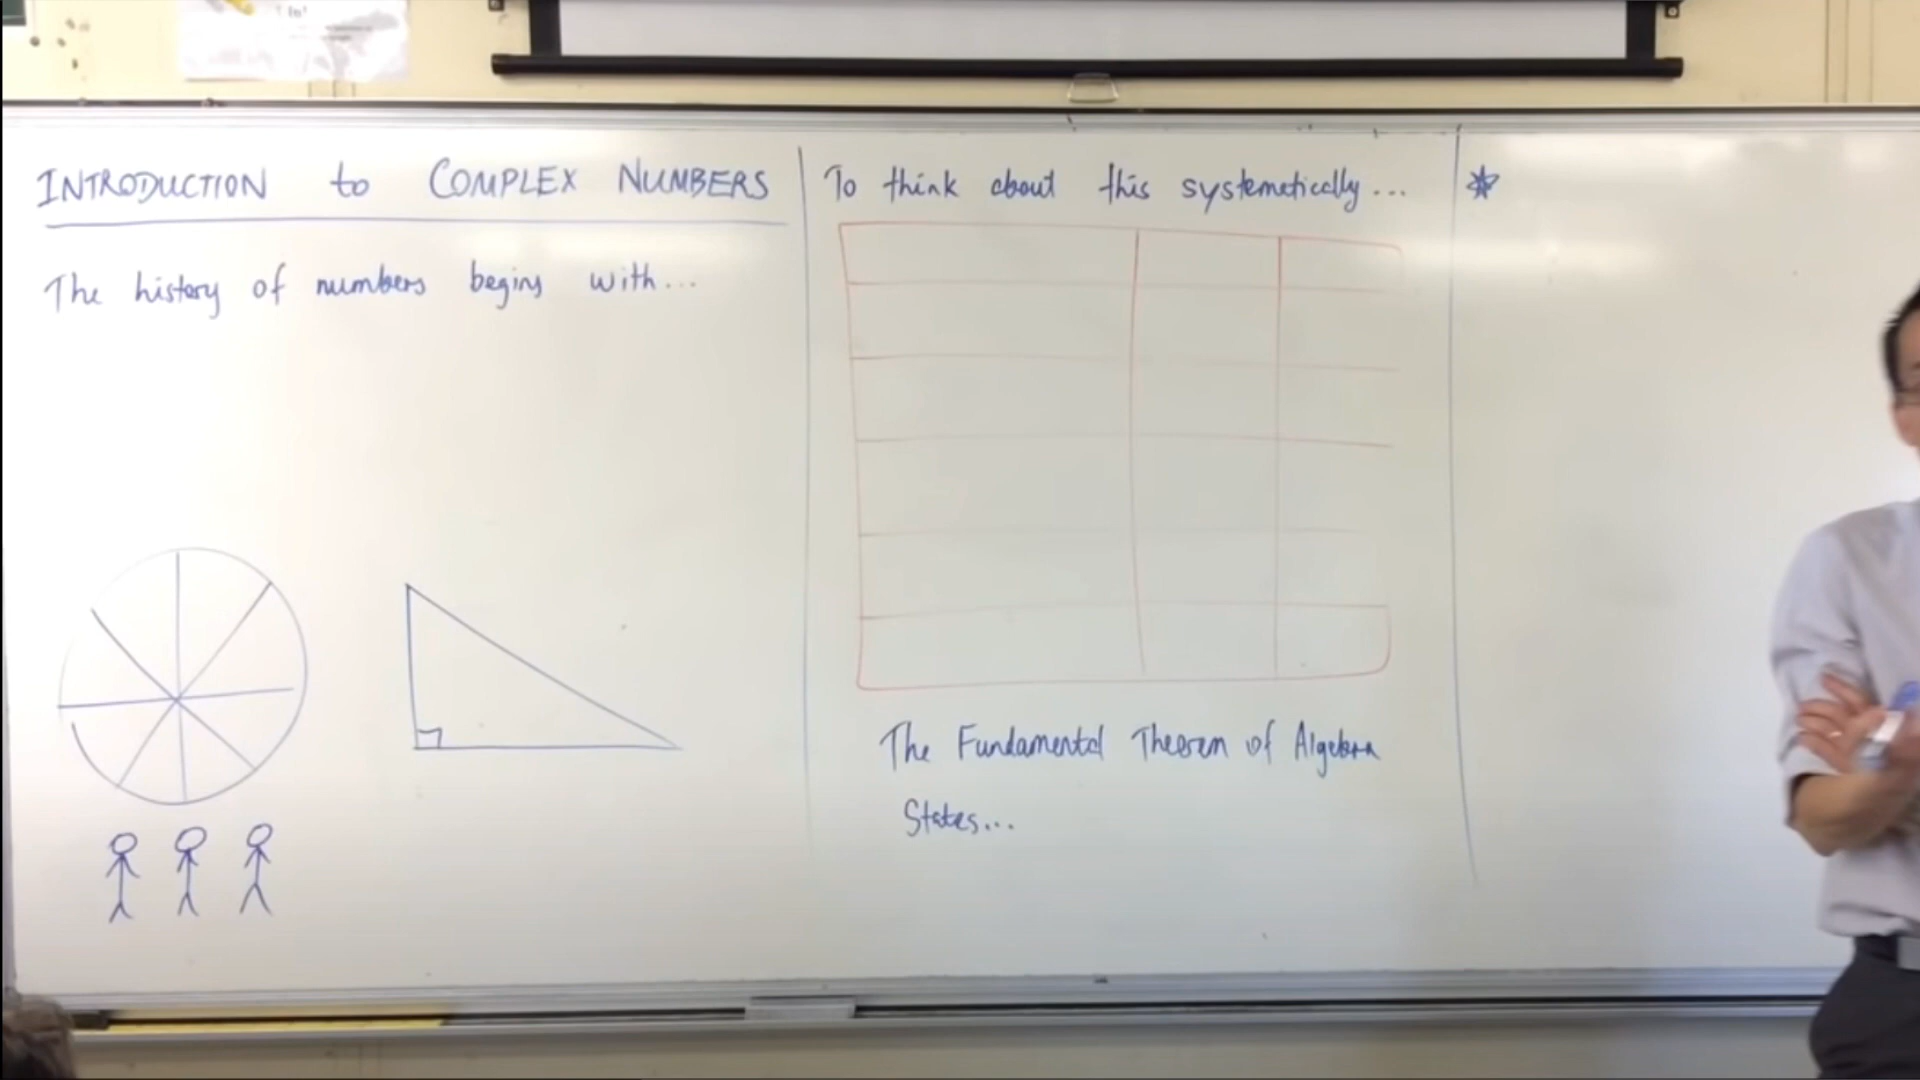 INTRODUCTION to COMPLEX NUMBERS
The history of numbers begins with...
To think about this systematically...
The Fundamental Theorem of Algebra
States...